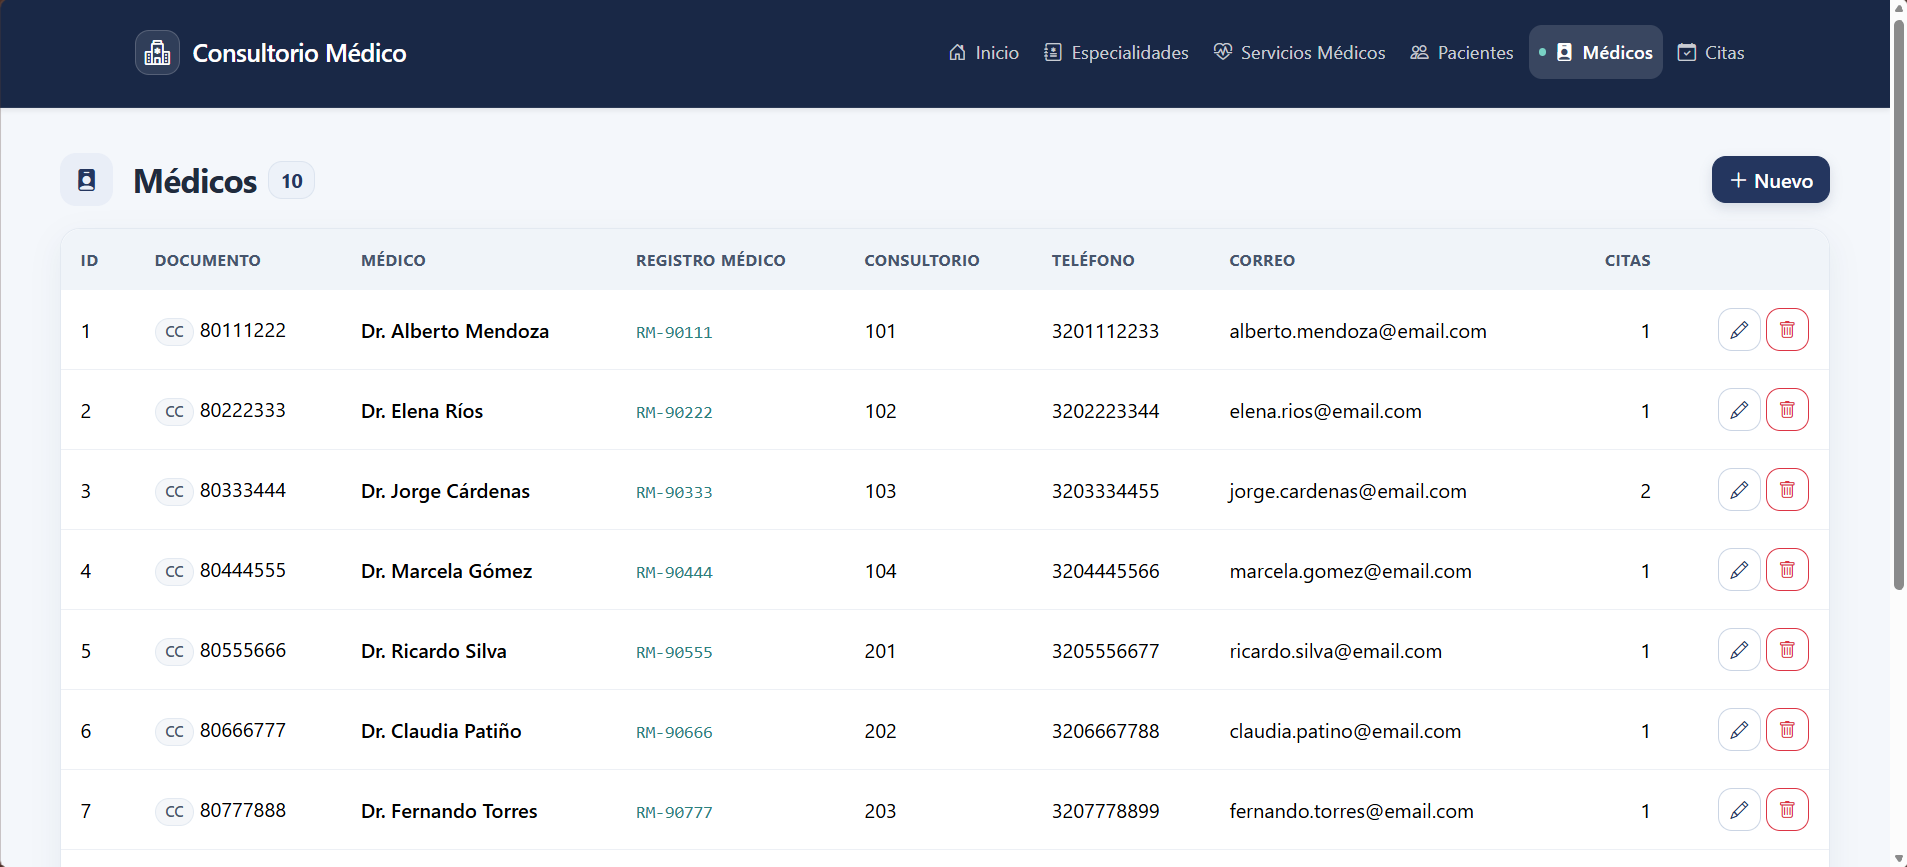 Consultorio Médico
Inicio Especialidades Servicios Médicos Pacientes Médicos Citas
Médicos 10
+ Nuevo
ID DOCUMENTO MÉDICO REGISTRO MÉDICO CONSULTORIO TELÉFONO CORREO CITAS
1 CC 80111222 Dr. Alberto Mendoza RM-90111 101 3201112233 alberto.mendoza@email.com 1
2 CC 80222333 Dr. Elena Ríos RM-90222 102 3202223344 elena.rios@email.com 1
3 CC 80333444 Dr. Jorge Cárdenas RM-90333 103 3203334455 jorge.cardenas@email.com 2
4 CC 80444555 Dr. Marcela Gómez RM-90444 104 3204445566 marcela.gomez@email.com 1
5 CC 80555666 Dr. Ricardo Silva RM-90555 201 3205556677 ricardo.silva@email.com 1
6 CC 80666777 Dr. Claudia Patiño RM-90666 202 3206667788 claudia.patino@email.com 1
7 CC 80777888 Dr. Fernando Torres RM-90777 203 3207778899 fernando.torres@email.com 1